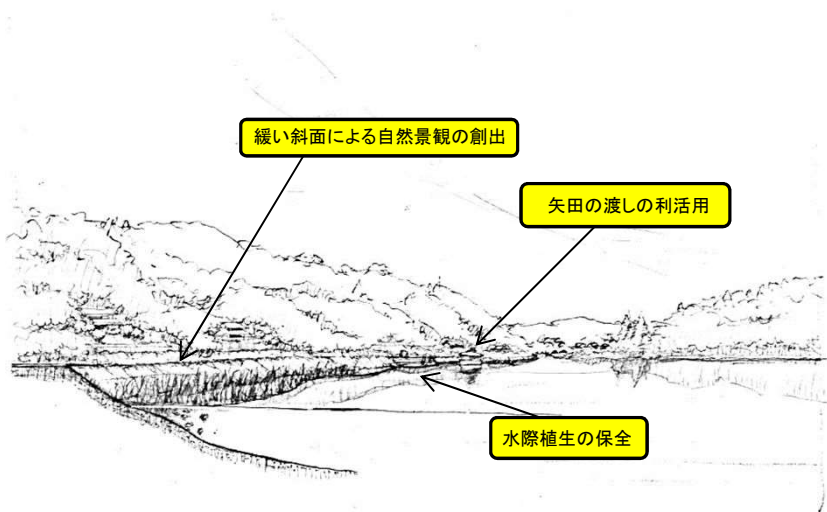 緩い斜面による自然景観の創出
矢田の渡しの利活用
水際植生の保全